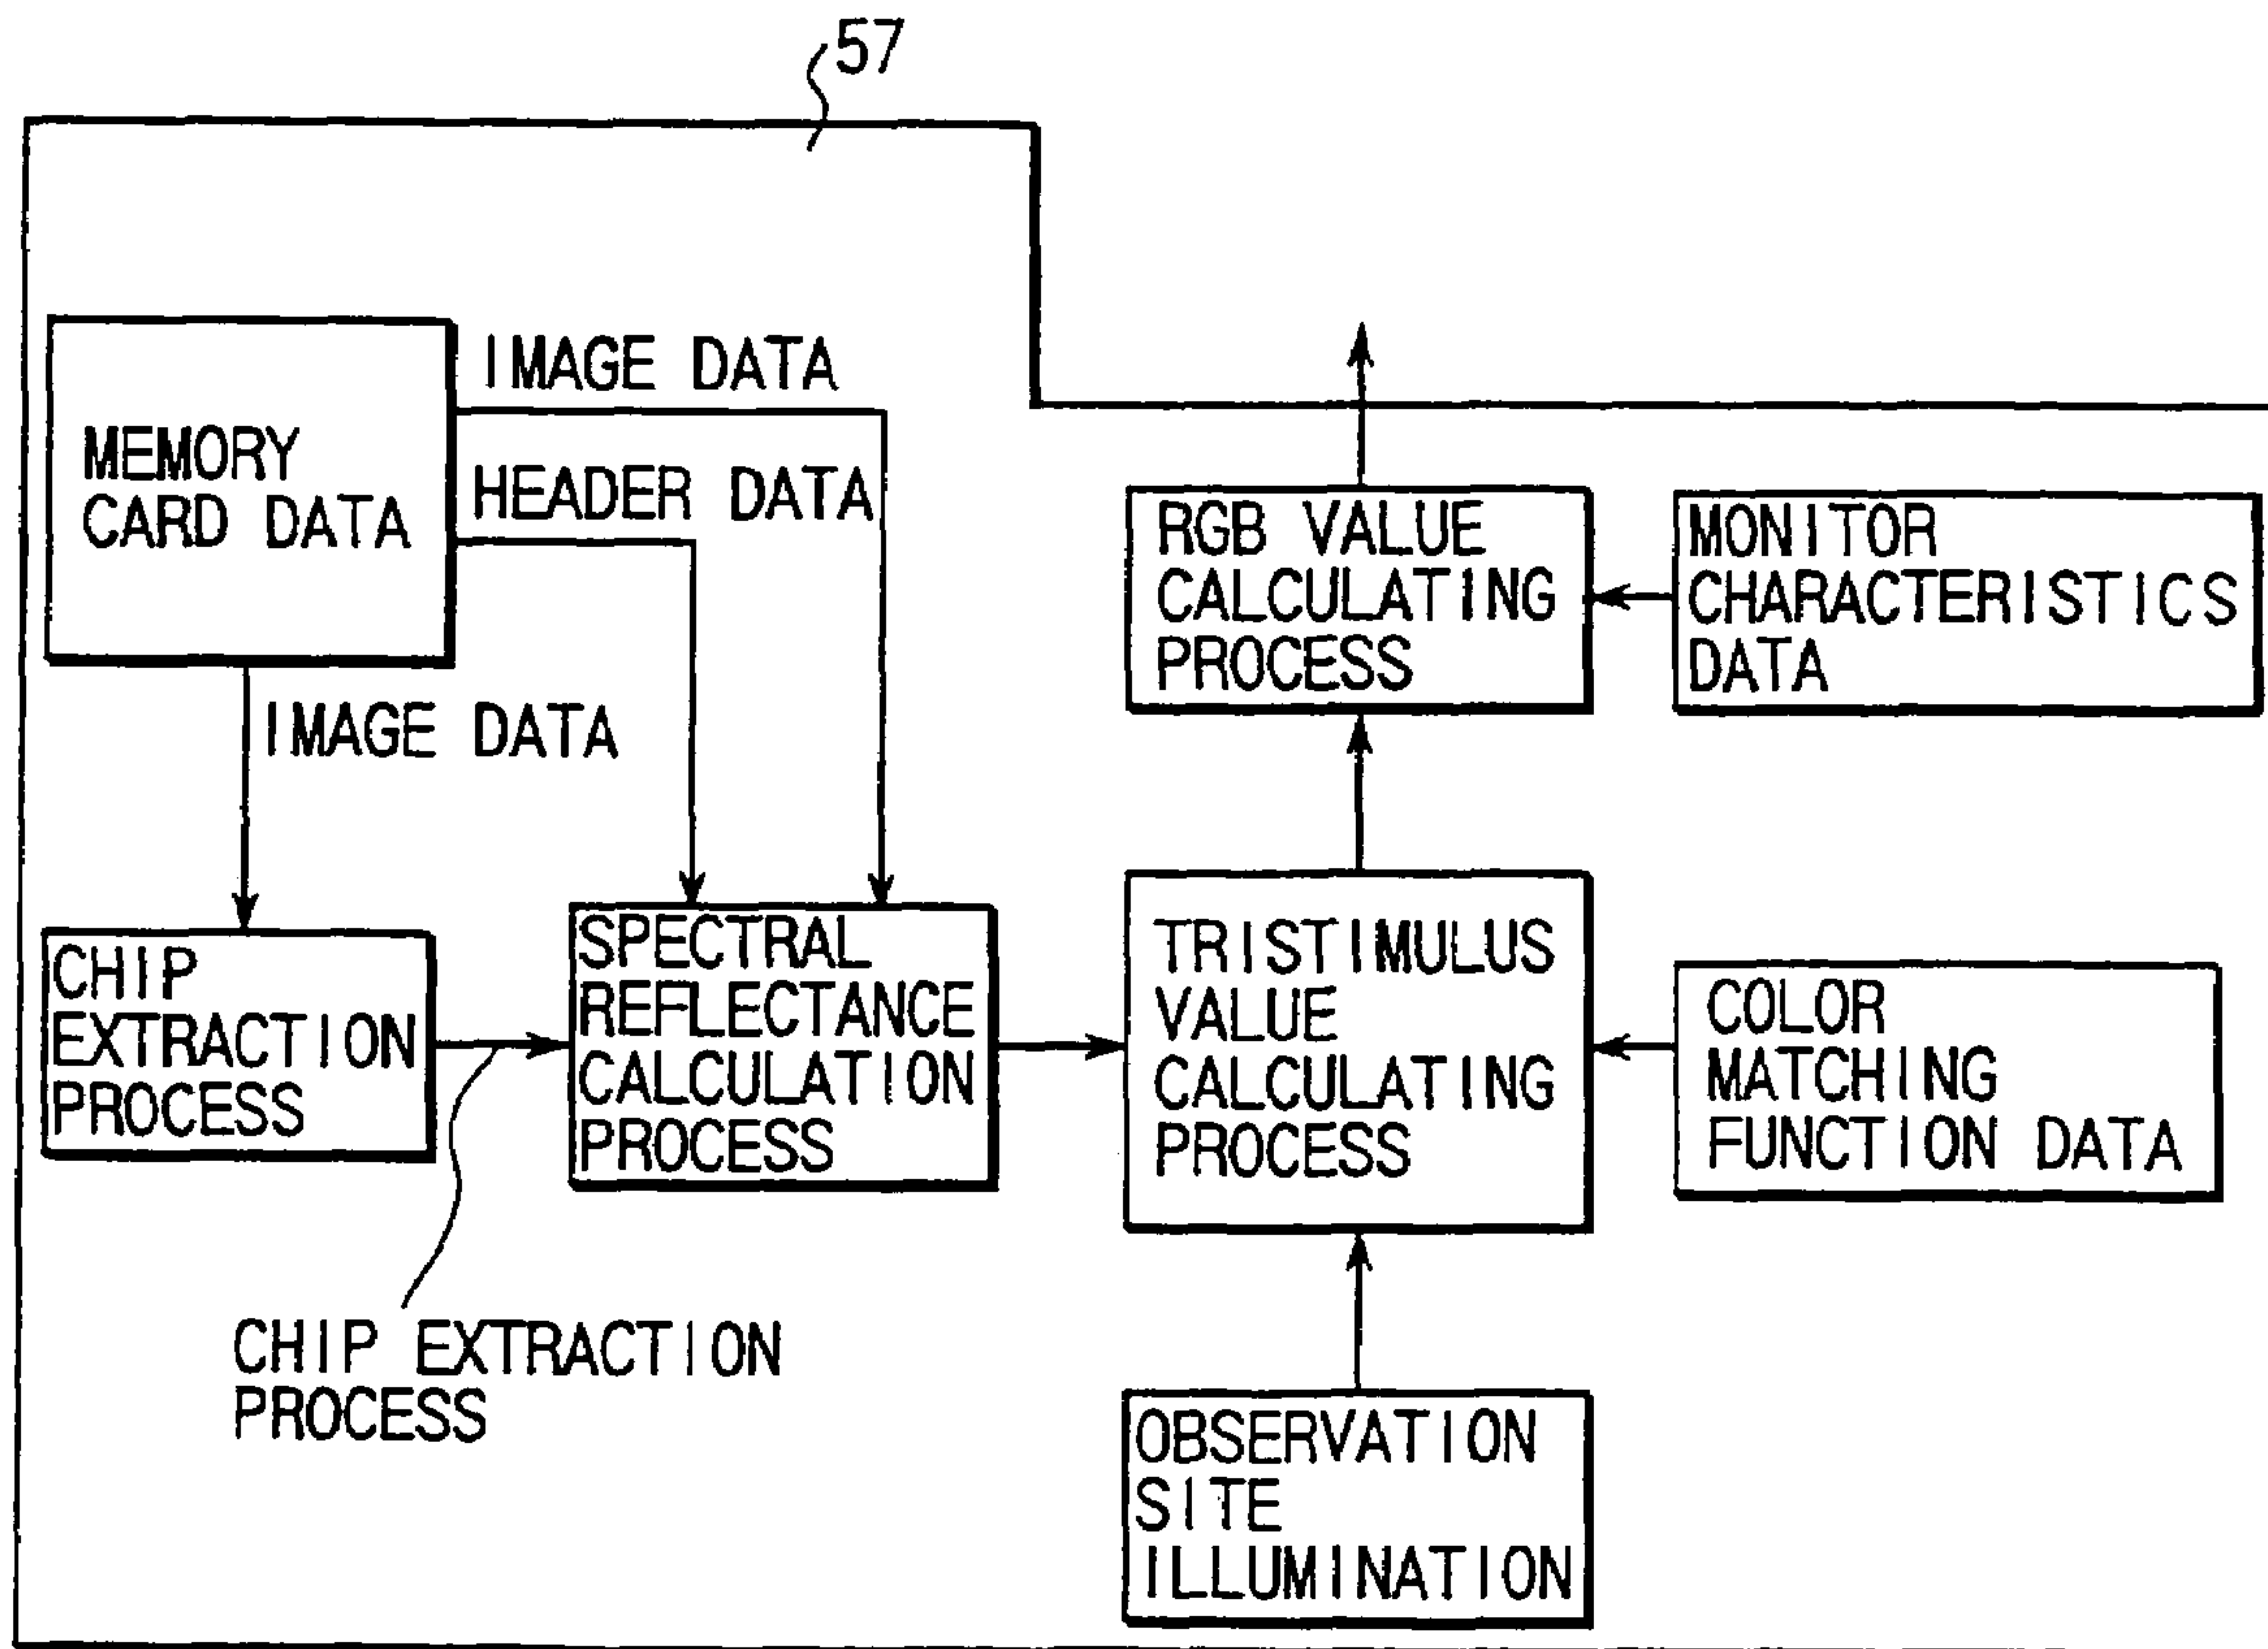 57
IMAGE DATA
MEMORY
CARD DATA
HEADER DATA
IMAGE DATA
RGB VALUE
CALCULATING
PROCESS
MONITOR
CHARACTERISTICS
DATA
CHIP
EXTRACTION
PROCESS
SPECTRAL
REFLECTANCE
CALCULATION
PROCESS
TRISTIMULUS
VALUE
CALCULATING
PROCESS
COLOR
MATCHING
FUNCTION DATA
CHIP EXTRACTION
PROCESS
OBSERVATION
SITE
ILLUMINATION